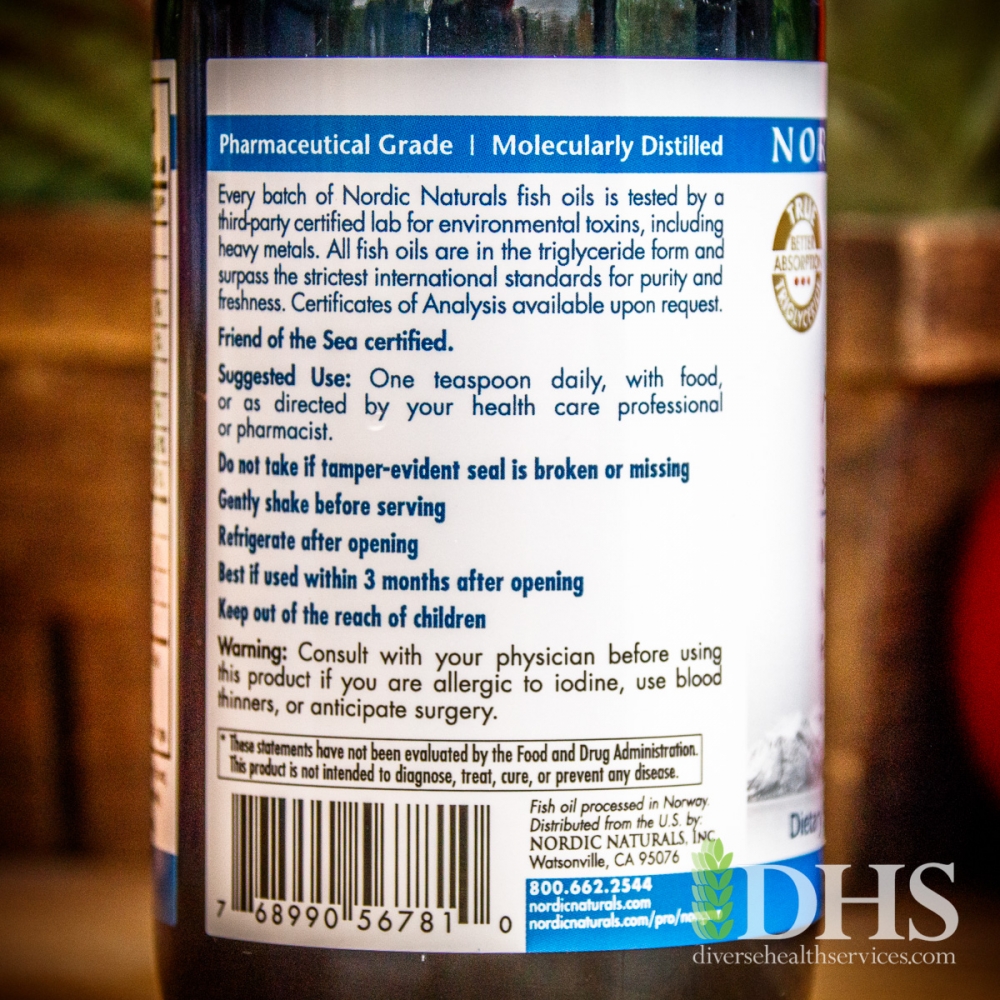 Pharmaceutical Grade | Molecularly Distilled
Every batch of Nordic Naturals fish oils is tested by a
third-party certified lab for environmental toxins, including
heavy metals. All fish oils are in the triglyceride form and
surpass the strictest international standards for purity and
freshness. Certificates of Analysis available upon request.
Friend of the Sea certified.
Suggested Use: One teaspoon daily, with food,
or as directed by your health care professional
or pharmacist.
Do not take if tamper-evident seal is broken or missing
Gently shake before serving
Refrigerate after opening
Best if used within 3 months after opening
Keep out of the reach of children
Warning: Consult with your physician before using
this product if you are allergic to iodine, use blood
thinners, or anticipate surgery.
* These statements have not been evaluated by the Food and Drug Administration.
This product is not intended to diagnose, treat, cure, or prevent any disease.
7 68990 56781 0
Fish oil processed in Norway.
Distributed from the U.S. by:
NORDIC NATURALS, INC.
Watsonville, CA 95076
800.662.2544
nordicnaturals.com
nordicnaturals.com/pro/
NOR
TRUE
BETTER
ABSORPTION
DHS
diversehealthservices.com